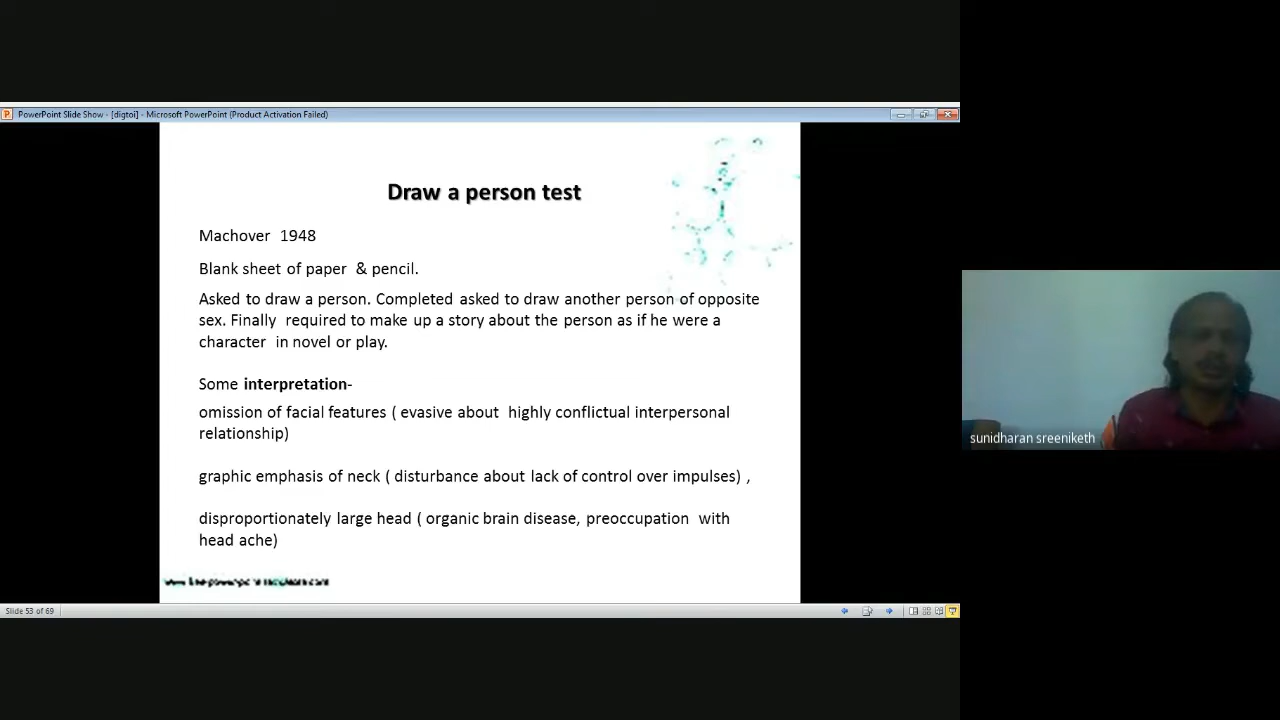 PowerPoint Slide Show - [digtoi] - Microsoft PowerPoint (Product Activation Failed)
Draw a person test
Machover 1948
Blank sheet of paper & pencil.
Asked to draw a person. Completed asked to draw another person of opposite
sex. Finally required to make up a story about the person as if he were a
character in novel or play.
Some interpretation-
omission of facial features ( evasive about highly conflictual interpersonal
relationship)
graphic emphasis of neck ( disturbance about lack of control over impulses) ,
disproportionately large head ( organic brain disease, preoccupation with
head ache)
Slide 53 of 69
sunidharan sreeniketh